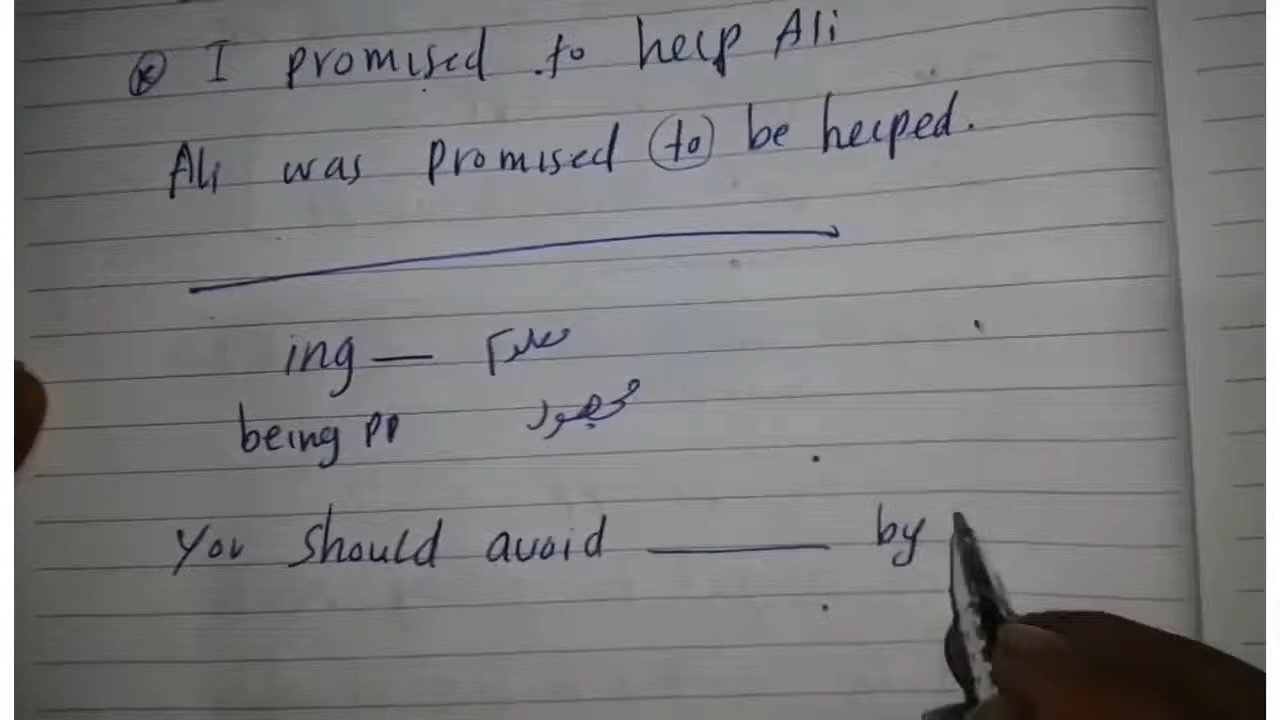 * I promised to help Ali
Ali was promised to be helped.
ing — معلوم
being pp مجهول
You should avoid ______ by